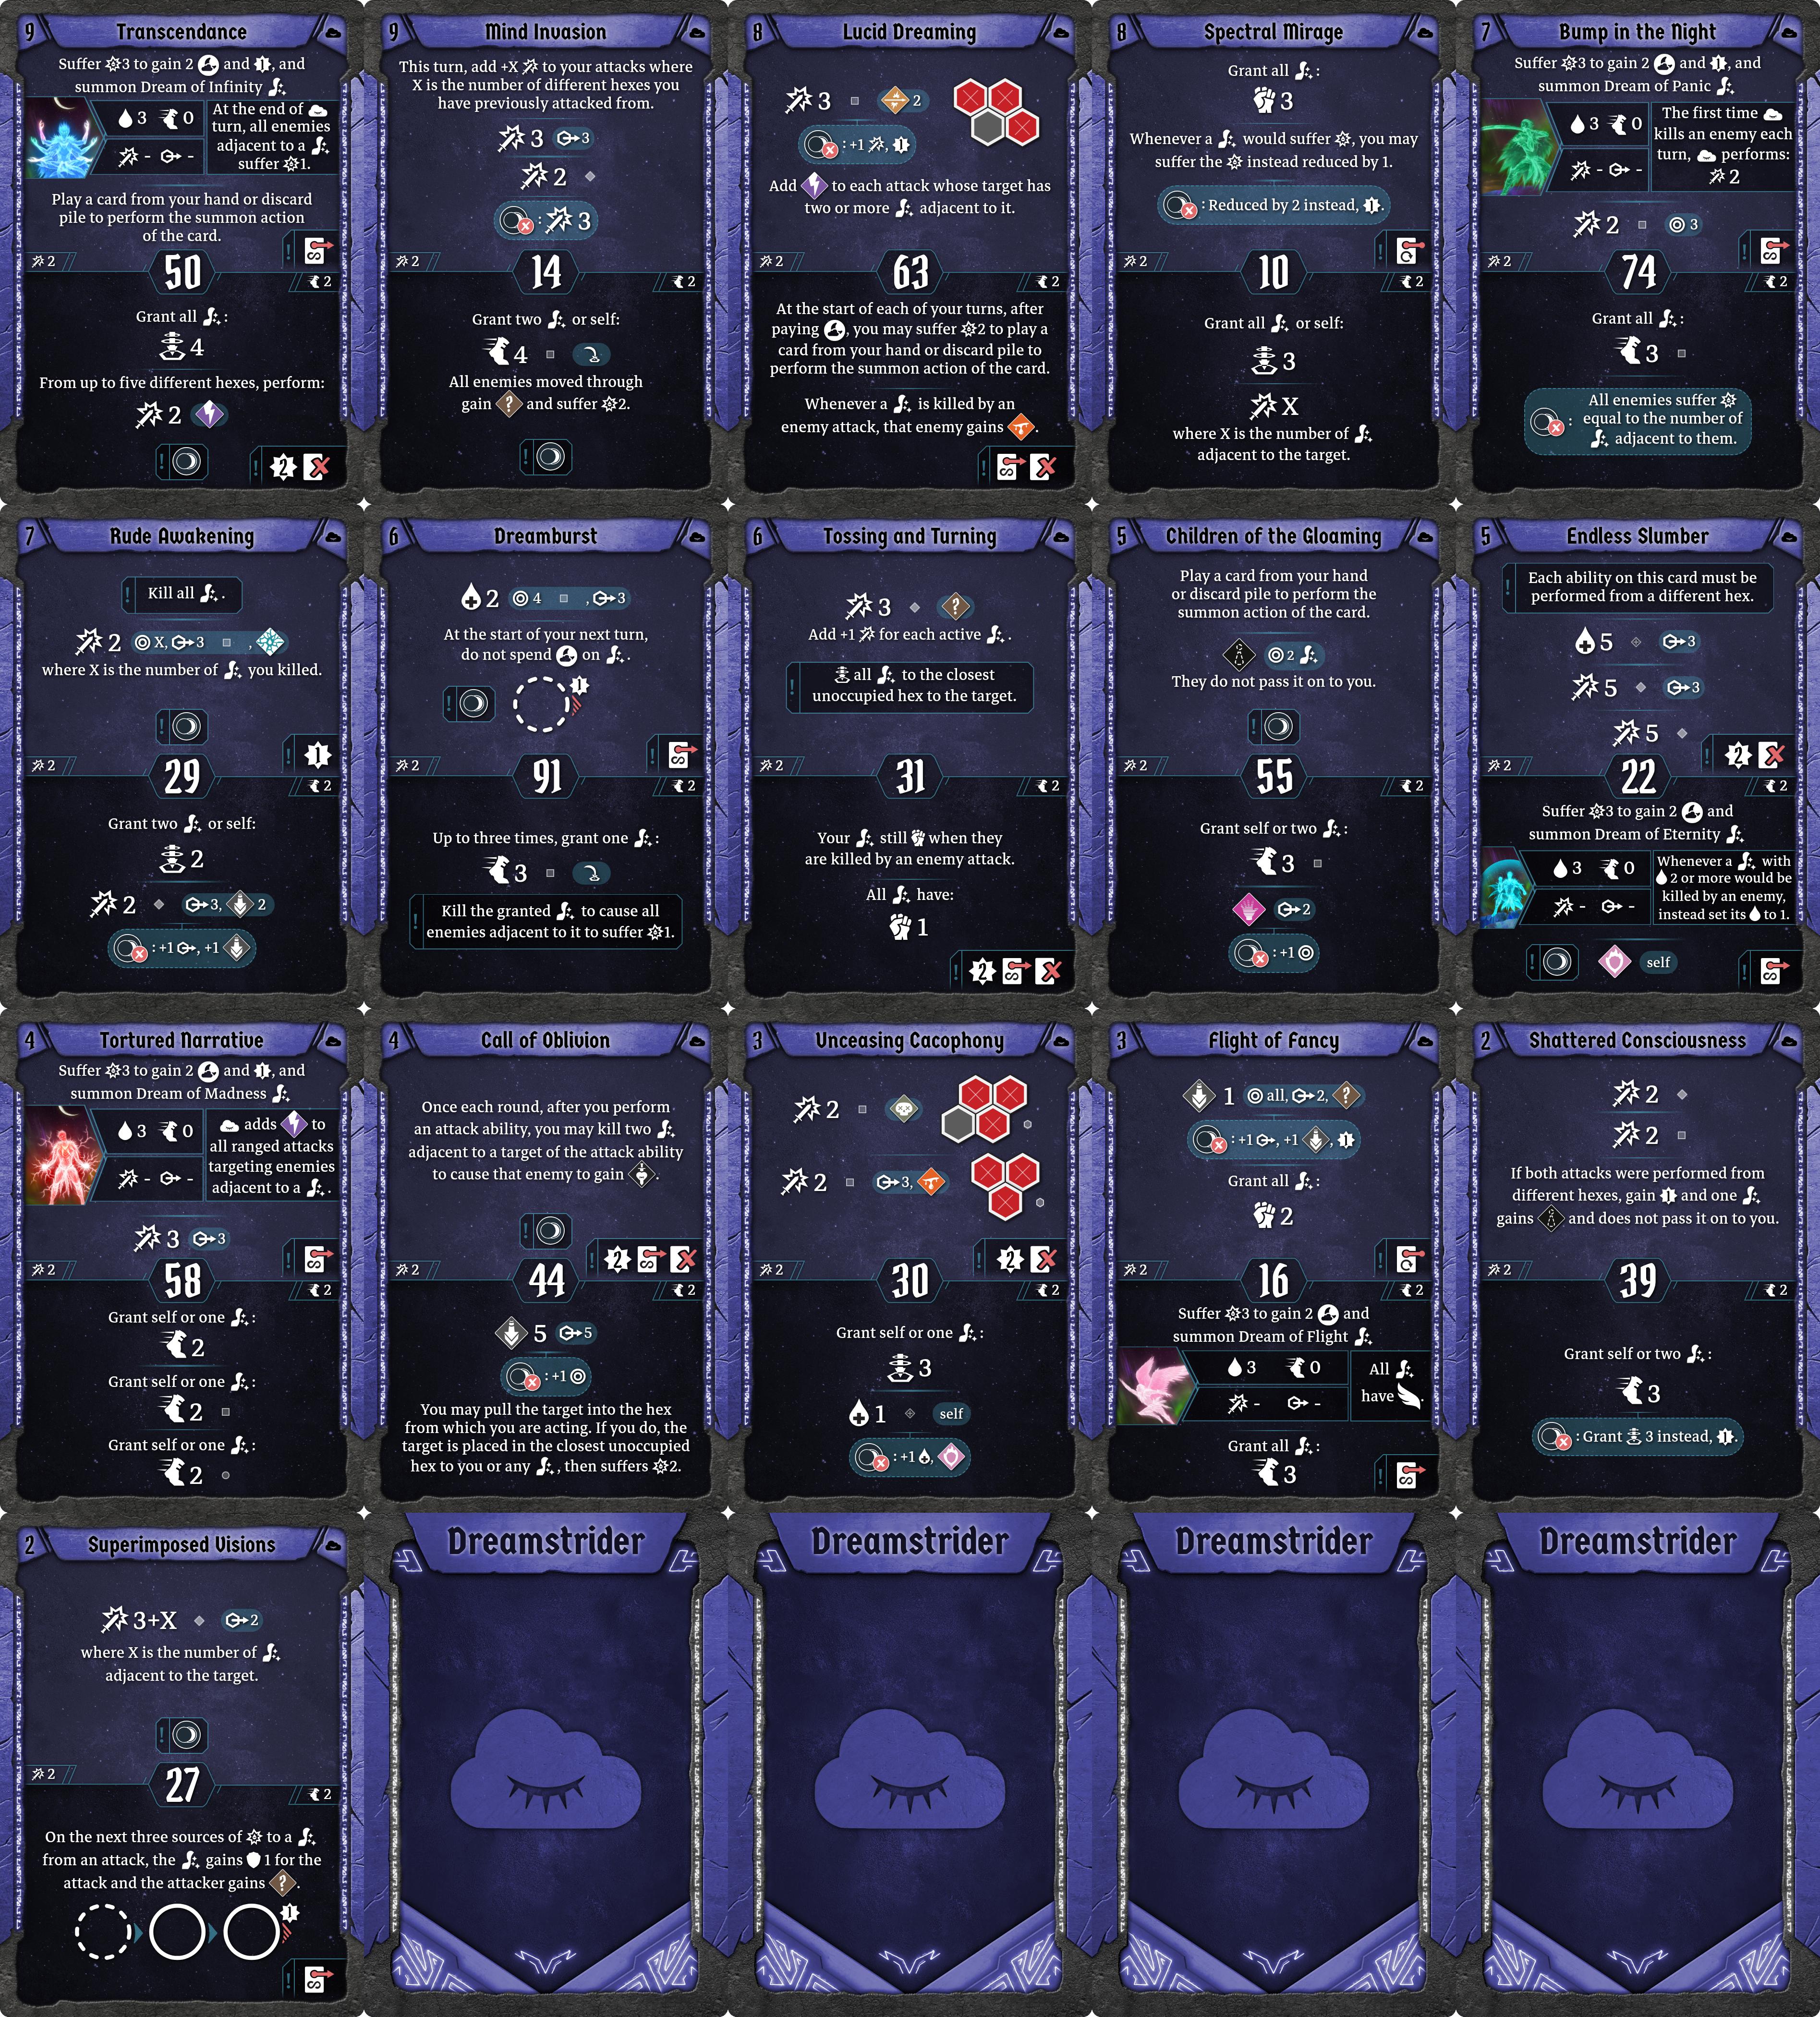 9
Transcendance
Suffer 3 to gain 2 and 1, and
summon Dream of Infinity
3 0
- -
At the end of
turn, all enemies
adjacent to a
suffer 1.
Play a card from your hand or discard
pile to perform the summon action
of the card.
2
50
2
Grant all :
4
From up to five different hexes, perform:
2
! 2
9
Mind Invasion
This turn, add +X to your attacks where
X is the number of different hexes you
have previously attacked from.
3 3
2
: 3
2
14
2
Grant two or self:
4
All enemies moved through
gain ? and suffer 2.
!
8
Lucid Dreaming
3 2
: +1 , 1
Add to each attack whose target has
two or more adjacent to it.
2
63
2
At the start of each of your turns, after
paying , you may suffer 2 to play a
card from your hand or discard pile to
perform the summon action of the card.
Whenever a is killed by an
enemy attack, that enemy gains .
!
8
Spectral Mirage
Grant all :
3
Whenever a would suffer , you may
suffer the instead reduced by 1.
: Reduced by 2 instead, 1.
2
10
2
Grant all or self:
3
X
where X is the number of
adjacent to the target.
7
Bump in the Night
Suffer 3 to gain 2 and 1, and
summon Dream of Panic
3 0
- -
The first time
kills an enemy each
turn, performs:
2
2 3
2
74
2
Grant all :
3
: All enemies suffer
equal to the number of
adjacent to them.
7
Rude Awakening
! Kill all .
2 X, 3 ,
where X is the number of you killed.
! 1
2
29
2
Grant two or self:
2
2 3, 2
: +1 , +1
6
Dreamburst
2 4 , 3
At the start of your next turn,
do not spend on .
! 1
2
91
2
Up to three times, grant one :
3
! Kill the granted to cause all
enemies adjacent to it to suffer 1.
6
Tossing and Turning
3 ?
Add +1 for each active .
! all to the closest
unoccupied hex to the target.
2
31
2
Your still when they
are killed by an enemy attack.
All have:
1
! 2
5
Children of the Gloaming
Play a card from your hand
or discard pile to perform the
summon action of the card.
2
They do not pass it on to you.
!
2
55
2
Grant self or two :
3
2
: +1
5
Endless Slumber
! Each ability on this card must be
performed from a different hex.
5 3
5 3
5
! 2
2
22
2
Suffer 3 to gain 2 and
summon Dream of Eternity
3 0
- -
Whenever a with
2 or more would be
killed by an enemy,
instead set its to 1.
! self
4
Tortured Narrative
Suffer 3 to gain 2 and 1, and
summon Dream of Madness
3 0
- -
adds to
all ranged attacks
targeting enemies
adjacent to a .
3 3
2
58
2
Grant self or one :
2
Grant self or one :
2
Grant self or one :
2
4
Call of Oblivion
Once each round, after you perform
an attack ability, you may kill two
adjacent to a target of the attack ability
to cause that enemy to gain .
! 2
2
44
2
5 5
: +1
You may pull the target into the hex
from which you are acting. If you do, the
target is placed in the closest unoccupied
hex to you or any , then suffers 2.
3
Unceasing Cacophony
2
2 3,
! 2
2
30
2
Grant self or one :
3
1 self
: +1 ,
3
Flight of Fancy
1 all, 2, ?
: +1 , +1 , 1
Grant all :
2
2
16
2
Suffer 3 to gain 2 and
summon Dream of Flight
3 0
- -
All
have .
Grant all :
3
2
Shattered Consciousness
2
2
If both attacks were performed from
different hexes, gain 1 and one
gains and does not pass it on to you.
2
39
2
Grant self or two :
3
: Grant 3 instead, 1.
2
Superimposed Visions
3+X 2
where X is the number of
adjacent to the target.
!
2
27
2
On the next three sources of to a
from an attack, the gains 1 for the
attack and the attacker gains ?.
1
!
Dreamstrider
Dreamstrider
Dreamstrider
Dreamstrider